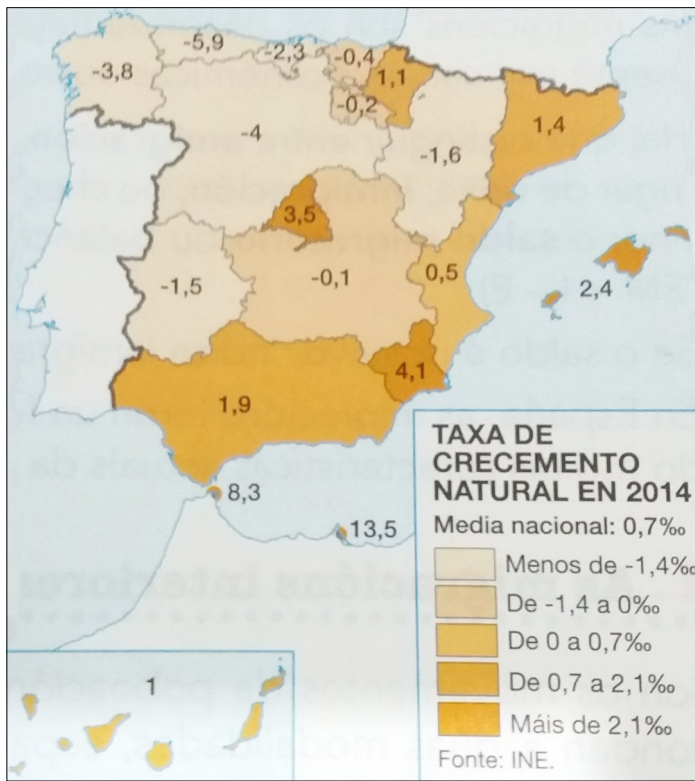 -5,9
-2,3
-0,4
-3,8
1,1
-0,2
-4
1,4
-1,6
3,5
-1,5
-0,1
0,5
2,4
4,1
1,9
8,3
13,5
1
TAXA DE
CRECEMENTO
NATURAL EN 2014
Media nacional: 0,7‰
Menos de -1,4‰
De -1,4 a 0‰
De 0 a 0,7‰
De 0,7 a 2,1‰
Máis de 2,1‰
Fonte: INE.